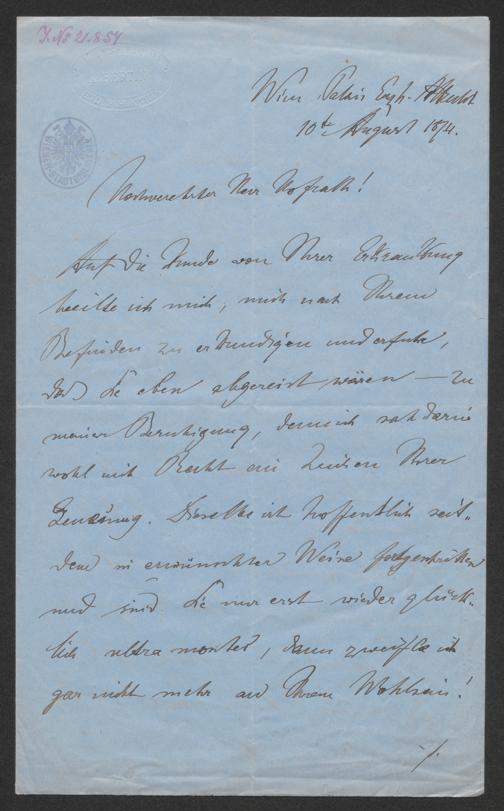 J.N. 21.854
Wien Palais Erzh. Albrecht
10te August 1874.
Hochverehrter Herr Hofrath!
Auf die Kunde von Ihrer Erkrankung
beeilte ich mich, mich nach Ihrem
Befinden zu erkundigen und erfuhr,
daß Sie eben abgereist wären — zu
meiner Beruhigung, denn ich sah darin
wohl mit Recht ein Zeichen Ihrer
Genesung. Dieselbe ist hoffentlich seit-
dem in erwünschter Weise fortgeschritten
und sind Sie nur erst wieder glück-
lich ultra montes, dann zweifle ich
gar nicht mehr an Ihrem Wohlsein!
./.